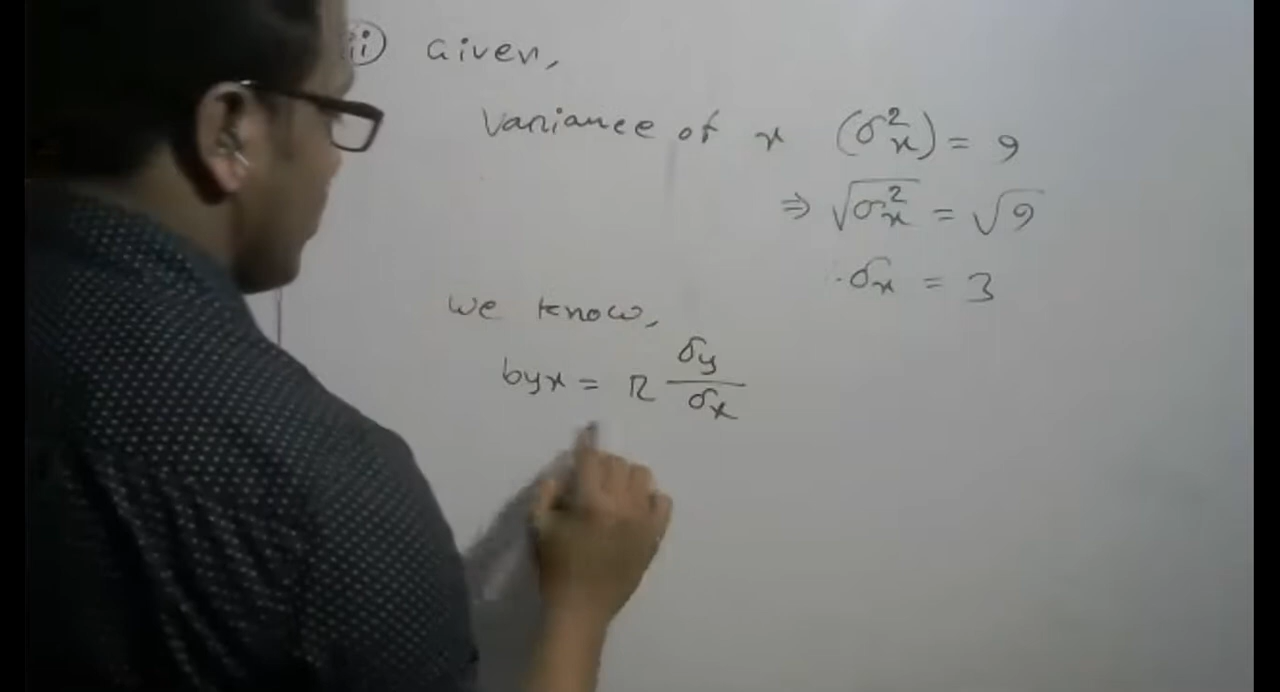 ii) Given,
Variance of x (σ²ₓ) = 9
⇒ √σ²ₓ = √9
σₓ = 3
We know,
byx = r σy/σx